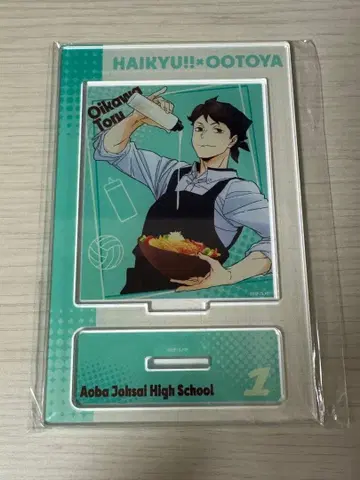 HAIKYU!!×OOTOYA
Oikawa
Toru
Aoba Johsai High School
1